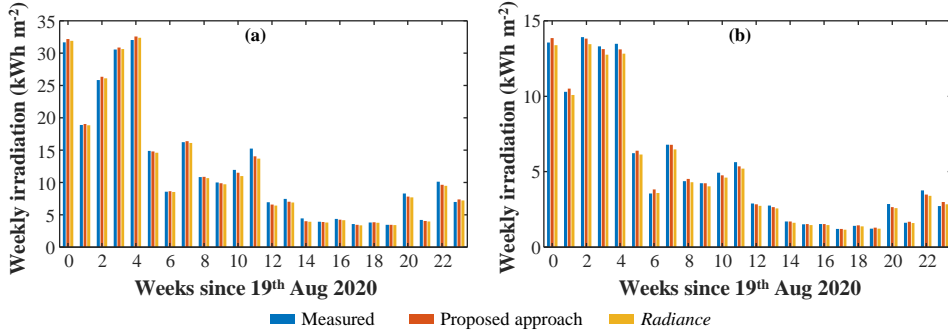 (a)
Weekly irradiation (kWh m⁻²)
35
30
25
20
15
10
5
0
0 2 4 6 8 10 12 14 16 18 20 22
Weeks since 19th Aug 2020
(b)
Weekly irradiation (kWh m⁻²)
15
10
5
0
0 2 4 6 8 10 12 14 16 18 20 22
Weeks since 19th Aug 2020
Measured Proposed approach Radiance